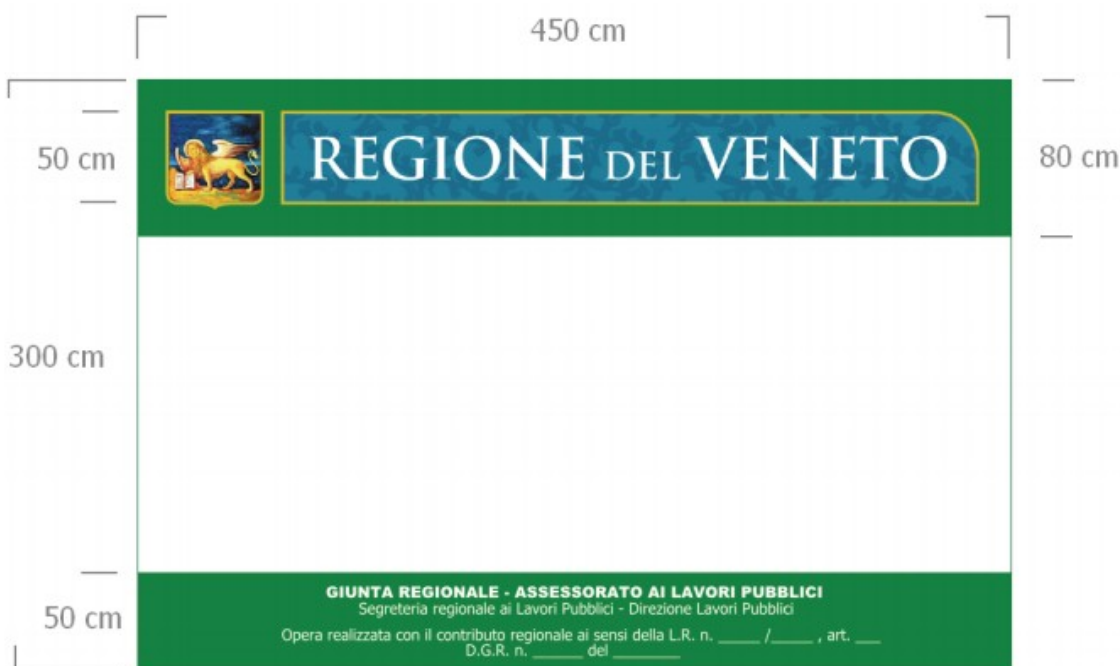 450 cm
50 cm
REGIONE DEL VENETO
80 cm
300 cm
50 cm
GIUNTA REGIONALE - ASSESSORATO AI LAVORI PUBBLICI
Segreteria regionale ai Lavori Pubblici - Direzione Lavori Pubblici
Opera realizzata con il contributo regionale ai sensi della L.R. n. _____ /_____ , art. ___
D.G.R. n. ______ del ________